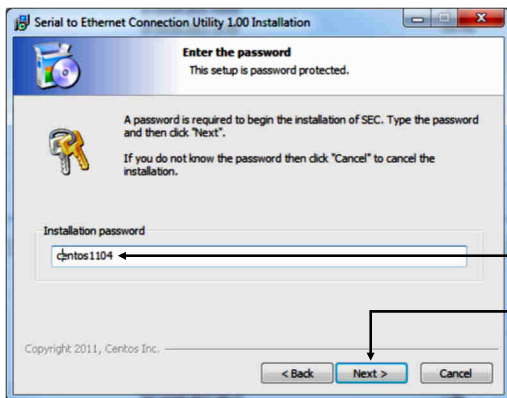 Serial to Ethernet Connection Utility 1.00 Installation
Enter the password
This setup is password protected.
A password is required to begin the installation of SEC. Type the password
and then click "Next".
If you do not know the password then click "Cancel" to cancel the
installation.
Installation password
centos1104
Copyright 2011, Centos Inc.
< Back
Next >
Cancel